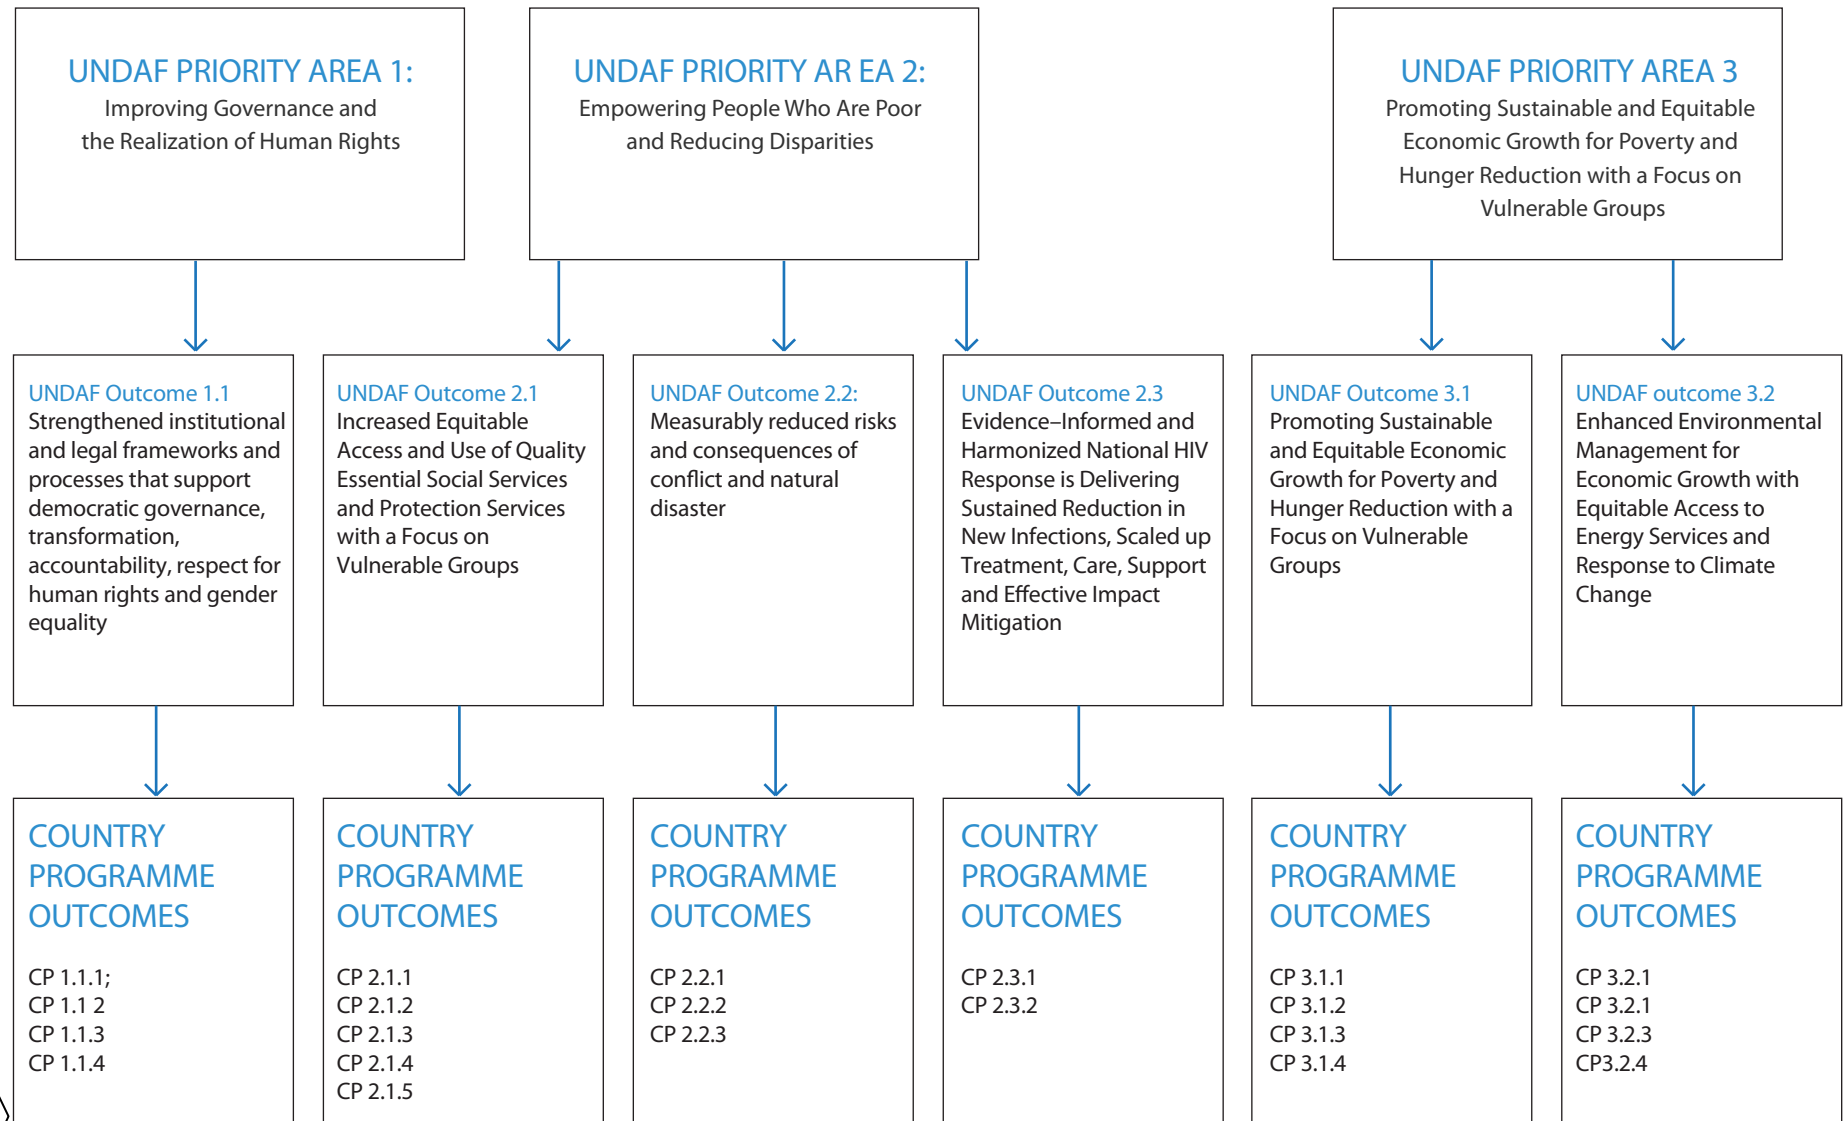 UNDAF PRIORITY AREA 1:
Improving Governance and
the Realization of Human Rights
UNDAF PRIORITY AR EA 2:
Empowering People Who Are Poor
and Reducing Disparities
UNDAF PRIORITY AREA 3
Promoting Sustainable and Equitable
Economic Growth for Poverty and
Hunger Reduction with a Focus on
Vulnerable Groups
UNDAF Outcome 1.1
Strengthened institutional
and legal frameworks and
processes that support
democratic governance,
transformation,
accountability, respect for
human rights and gender
equality
UNDAF Outcome 2.1
Increased Equitable
Access and Use of Quality
Essential Social Services
and Protection Services
with a Focus on
Vulnerable Groups
UNDAF Outcome 2.2:
Measurably reduced risks
and consequences of
conflict and natural
disaster
UNDAF Outcome 2.3
Evidence–Informed and
Harmonized National HIV
Response is Delivering
Sustained Reduction in
New Infections, Scaled up
Treatment, Care, Support
and Effective Impact
Mitigation
UNDAF Outcome 3.1
Promoting Sustainable
and Equitable Economic
Growth for Poverty and
Hunger Reduction with a
Focus on Vulnerable
Groups
UNDAF outcome 3.2
Enhanced Environmental
Management for
Economic Growth with
Equitable Access to
Energy Services and
Response to Climate
Change
COUNTRY
PROGRAMME
OUTCOMES
CP 1.1.1;
CP 1.1 2
CP 1.1.3
CP 1.1.4
COUNTRY
PROGRAMME
OUTCOMES
CP 2.1.1
CP 2.1.2
CP 2.1.3
CP 2.1.4
CP 2.1.5
COUNTRY
PROGRAMME
OUTCOMES
CP 2.2.1
CP 2.2.2
CP 2.2.3
COUNTRY
PROGRAMME
OUTCOMES
CP 2.3.1
CP 2.3.2
COUNTRY
PROGRAMME
OUTCOMES
CP 3.1.1
CP 3.1.2
CP 3.1.3
CP 3.1.4
COUNTRY
PROGRAMME
OUTCOMES
CP 3.2.1
CP 3.2.1
CP 3.2.3
CP3.2.4